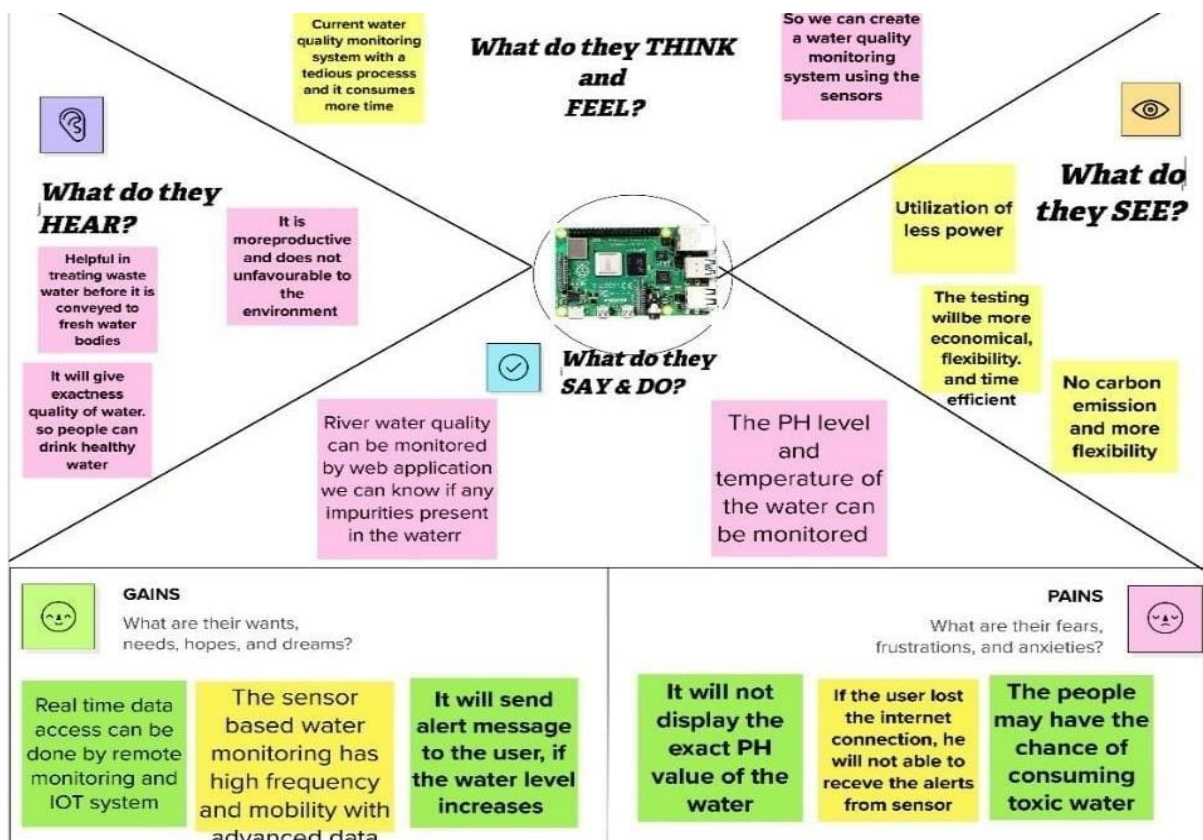 Current water
quality monitoring
system with a
tedious processs
and it consumes
more time
What do they THINK
and
FEEL?
So we can create
a water quality
monitoring
system using the
sensors
What do they
HEAR?
It is
moreproductive
and does not
unfavourable to
the
environment
Helpful in
treating waste
water before it is
conveyed to
fresh water
bodies
It will give
exactness
quality of water.
so people can
drink healthy
water
What do
they SEE?
Utilization of
less power
The testing
willbe more
economical,
flexibility.
and time
efficient
No carbon
emission
and more
flexibility
What do they
SAY & DO?
River water quality
can be monitored
by web application
we can know if any
impurities present
in the waterr
The PH level
and
temperature of
the water can
be monitored
GAINS
What are their wants,
needs, hopes, and dreams?
Real time data
access can be
done by remote
monitoring and
IOT system
The sensor
based water
monitoring has
high frequency
and mobility with
advanced data
It will send
alert message
to the user, if
the water level
increases
PAINS
What are their fears,
frustrations, and anxieties?
It will not
display the
exact PH
value of the
water
If the user lost
the internet
connection, he
will not able to
receve the alerts
from sensor
The people
may have the
chance of
consuming
toxic water